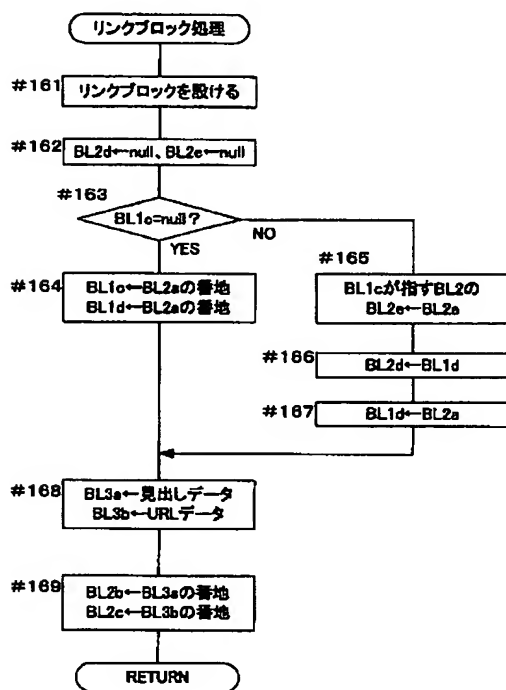 リンクブロック処理
#161
リンクブロックを設ける
#162
BL2d←null、BL2e←null
#163
BL1c=null?
NO
YES
#164
BL1c←BL2aの番地
BL1d←BL2aの番地
#165
BL1cが指すBL2の
BL2e←BL2a
#166
BL2d←BL1d
#167
BL1d←BL2a
#168
BL3a←見出しデータ
BL3b←URLデータ
#169
BL2b←BL3aの番地
BL2c←BL3bの番地
RETURN